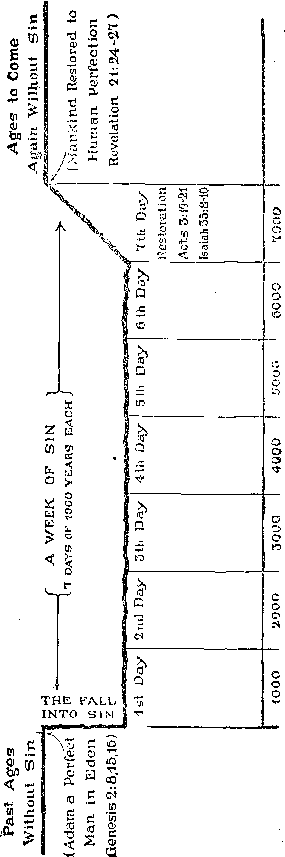 Past Ages
Without Sin
(Adam a Perfect
Man in Eden
Genesis 2:8,15,16)
THE FALL
INTO SIN
A WEEK OF SIN
7 DAYS OF 1000 YEARS EACH
1st Day
2nd Day
3th Day
4th Day
5th Day
6th Day
7th Day
Restoration
Acts 3:19-21
Isaiah 35:8-10
1000
2000
3000
4000
5000
6000
7000
Ages to Come
Again Without Sin
(Mankind Restored to
Human Perfection
Revelation 21:24-27)